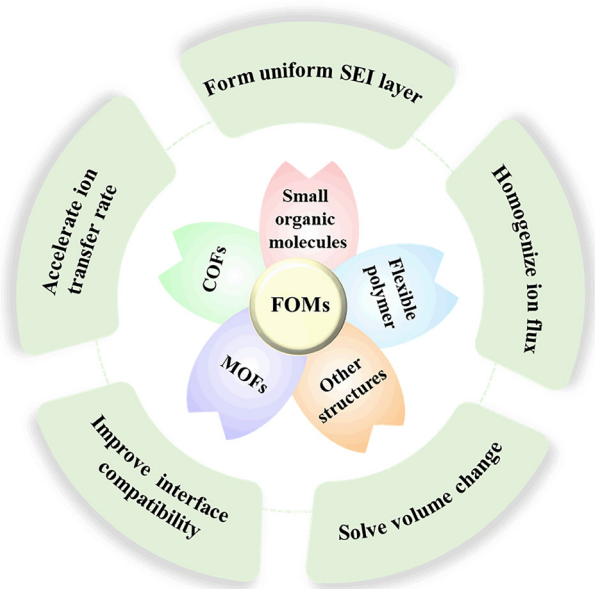 Form uniform SEI layer
Homogenize ion flux
Solve volume change
Improve interface
compatibility
Accelerate ion
transfer rate
Small
organic
molecules
Flexible
polymer
Other
structures
MOFs
COFs
FOMs